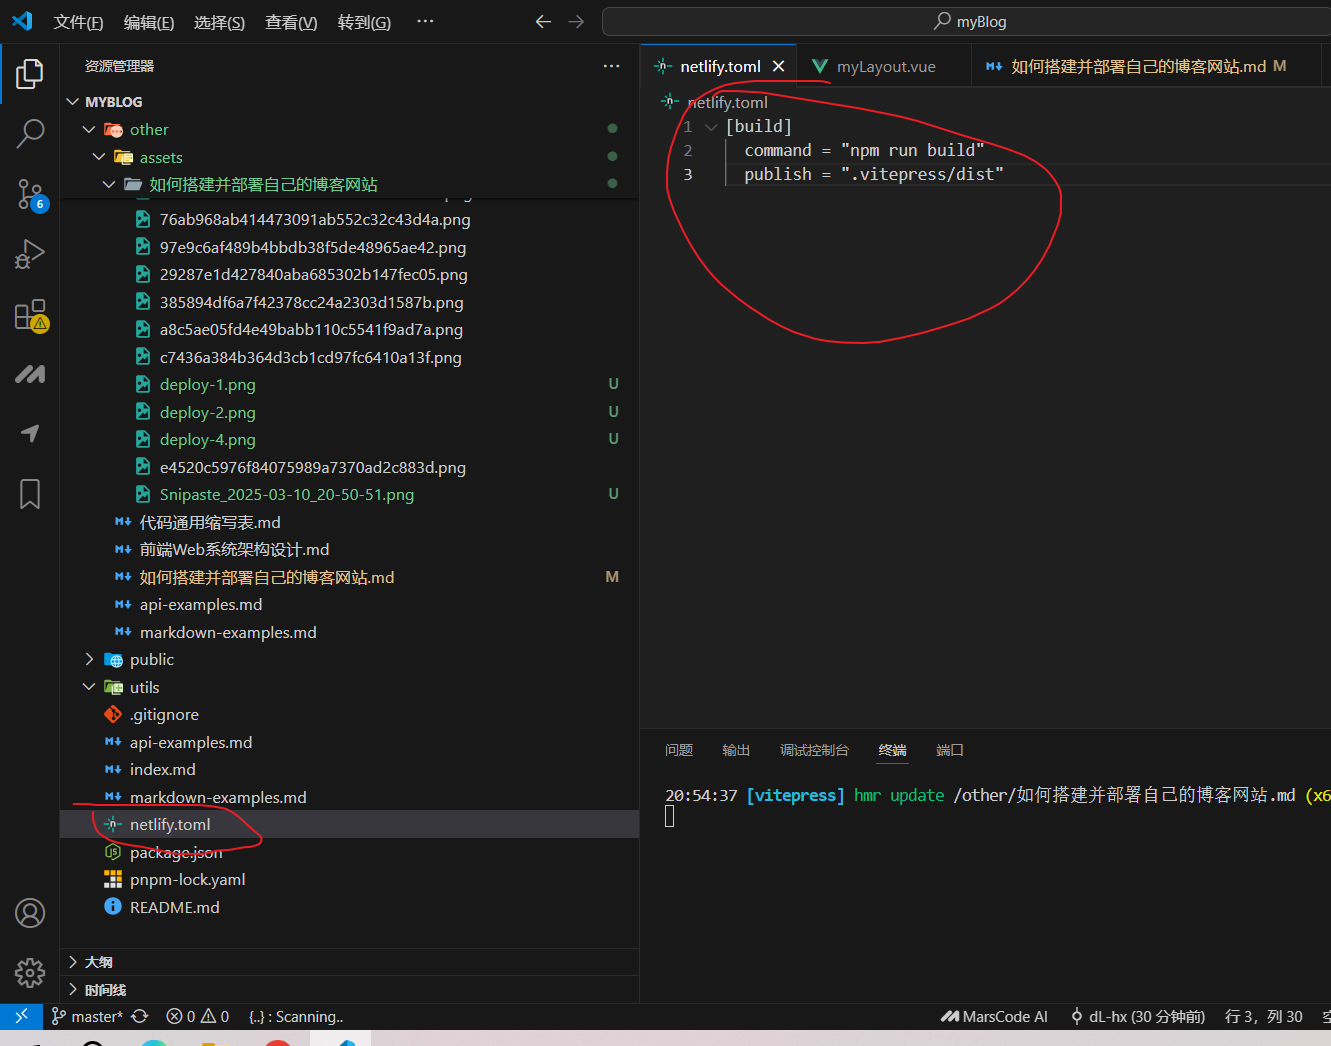 文件(F) 编辑(E) 选择(S) 查看(V) 转到(G) ··· myBlog
资源管理器 ···
MYBLOG
other
assets
如何搭建并部署自己的博客网站
76ab968ab414473091ab552c32c43d4a.png
97e9c6af489b4bbdb38f5de48965ae42.png
29287e1d427840aba685302b147fec05.png
385894df6a7f42378cc24a2303d1587b.png
a8c5ae05fd4e49babb110c5541f9ad7a.png
c7436a384b364d3cb1cd97fc6410a13f.png
deploy-1.png U
deploy-2.png U
deploy-4.png U
e4520c5976f84075989a7370ad2c883d.png
Snipaste_2025-03-10_20-50-51.png U
代码通用缩写表.md
前端Web系统架构设计.md
如何搭建并部署自己的博客网站.md M
api-examples.md
markdown-examples.md
public
utils
.gitignore
api-examples.md
index.md
markdown-examples.md
netlify.toml
package.json
pnpm-lock.yaml
README.md
大纲
时间线
6
netlify.toml myLayout.vue 如何搭建并部署自己的博客网站.md M
netlify.toml
1 [build]
2 command = "npm run build"
3 publish = ".vitepress/dist"
问题 输出 调试控制台 终端 端口
20:54:37 [vitepress] hmr update /other/如何搭建并部署自己的博客网站.md (x6
master* 0 0 {..} : Scanning.. MarsCode AI dL-hx (30 分钟前) 行 3，列 30